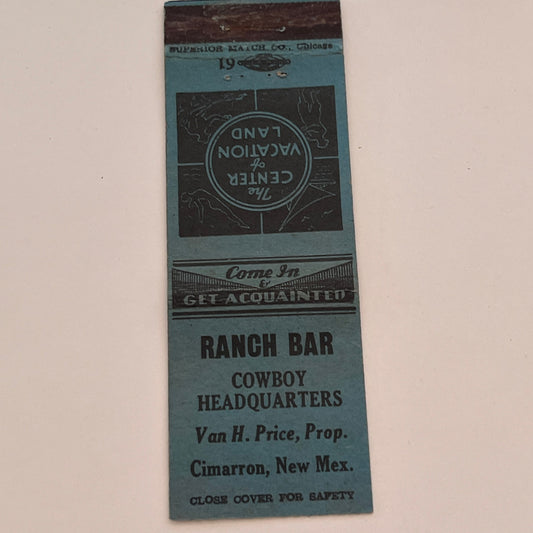 SUPERIOR MATCH CO., Chicago
19
The
CENTER
of
VACATION
LAND
Come In
&
GET ACQUAINTED
RANCH BAR
COWBOY
HEADQUARTERS
Van H. Price, Prop.
Cimarron, New Mex.
CLOSE COVER FOR SAFETY